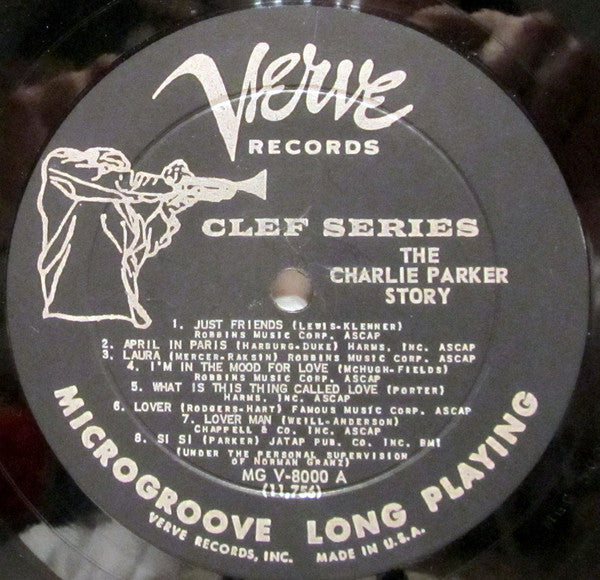 Verve
RECORDS
CLEF SERIES
THE
CHARLIE PARKER
STORY
1. JUST FRIENDS (LEWIS-KLEMNER)
ROBBINS MUSIC CORP. ASCAP
2. APRIL IN PARIS (HARBURG-DUKE) HARMS, INC. ASCAP
3. LAURA (MERCER-RAKSIN) ROBBINS MUSIC CORP. ASCAP
4. I'M IN THE MOOD FOR LOVE (MCHUGH-FIELDS)
ROBBINS MUSIC CORP. ASCAP
5. WHAT IS THIS THING CALLED LOVE (PORTER)
HARMS, INC. ASCAP
6. LOVER (RODGERS-HART) FAMOUS MUSIC CORP. ASCAP
7. LOVER MAN (WEILL-ANDERSON)
CHAPPELL & CO. INC. ASCAP
8. SI SI (PARKER) JATAP PUB. CO. INC. BMI
(UNDER THE PERSONAL SUPERVISION
OF NORMAN GRANZ)
MG V-8000 A
(11,756)
MICROGROOVE LONG PLAYING
VERVE RECORDS, INC. MADE IN U.S.A.